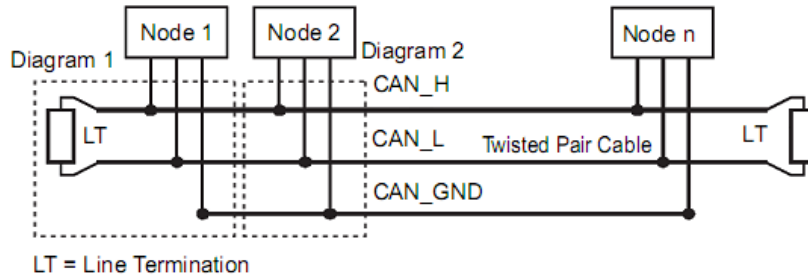 Node 1
Node 2
Node n
Diagram 1
Diagram 2
CAN_H
LT
CAN_L
Twisted Pair Cable
LT
CAN_GND
LT = Line Termination